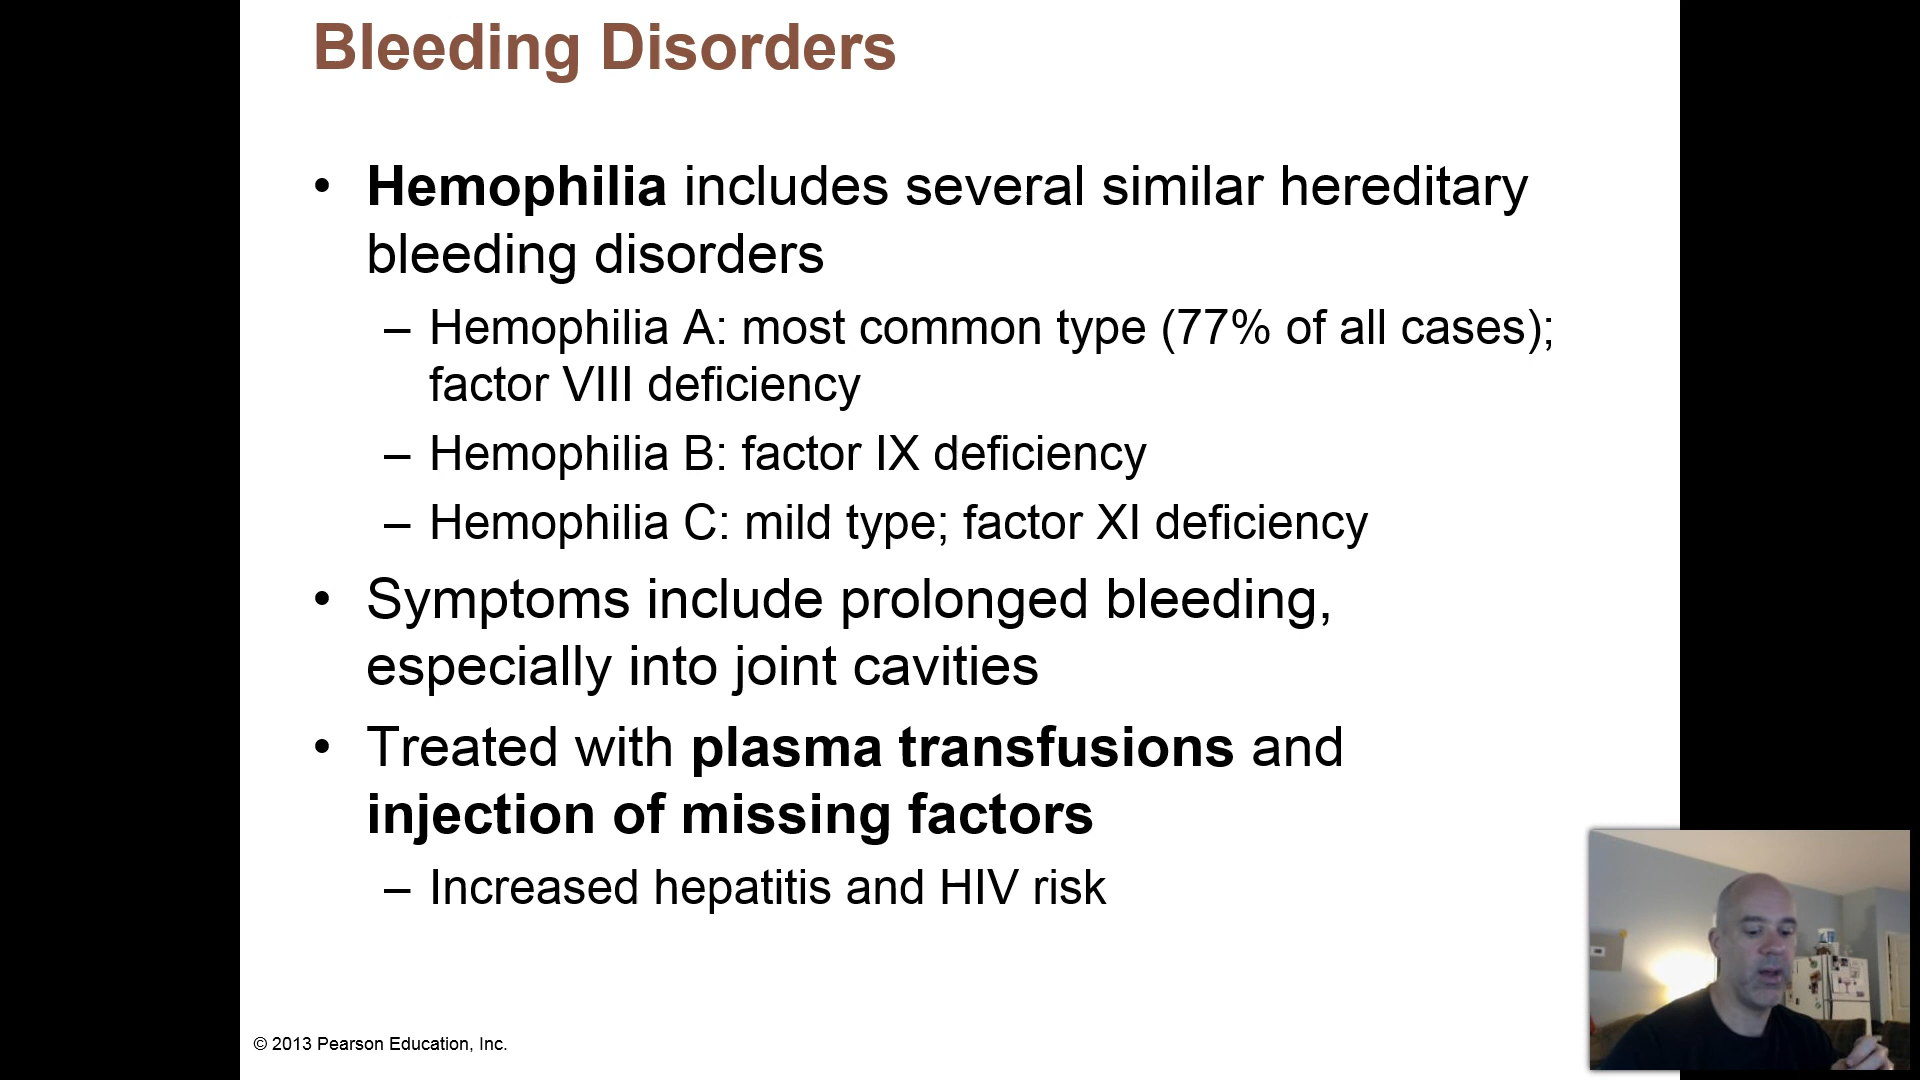 Bleeding Disorders
• Hemophilia includes several similar hereditary
bleeding disorders
– Hemophilia A: most common type (77% of all cases);
factor VIII deficiency
– Hemophilia B: factor IX deficiency
– Hemophilia C: mild type; factor XI deficiency
• Symptoms include prolonged bleeding,
especially into joint cavities
• Treated with plasma transfusions and
injection of missing factors
– Increased hepatitis and HIV risk
© 2013 Pearson Education, Inc.